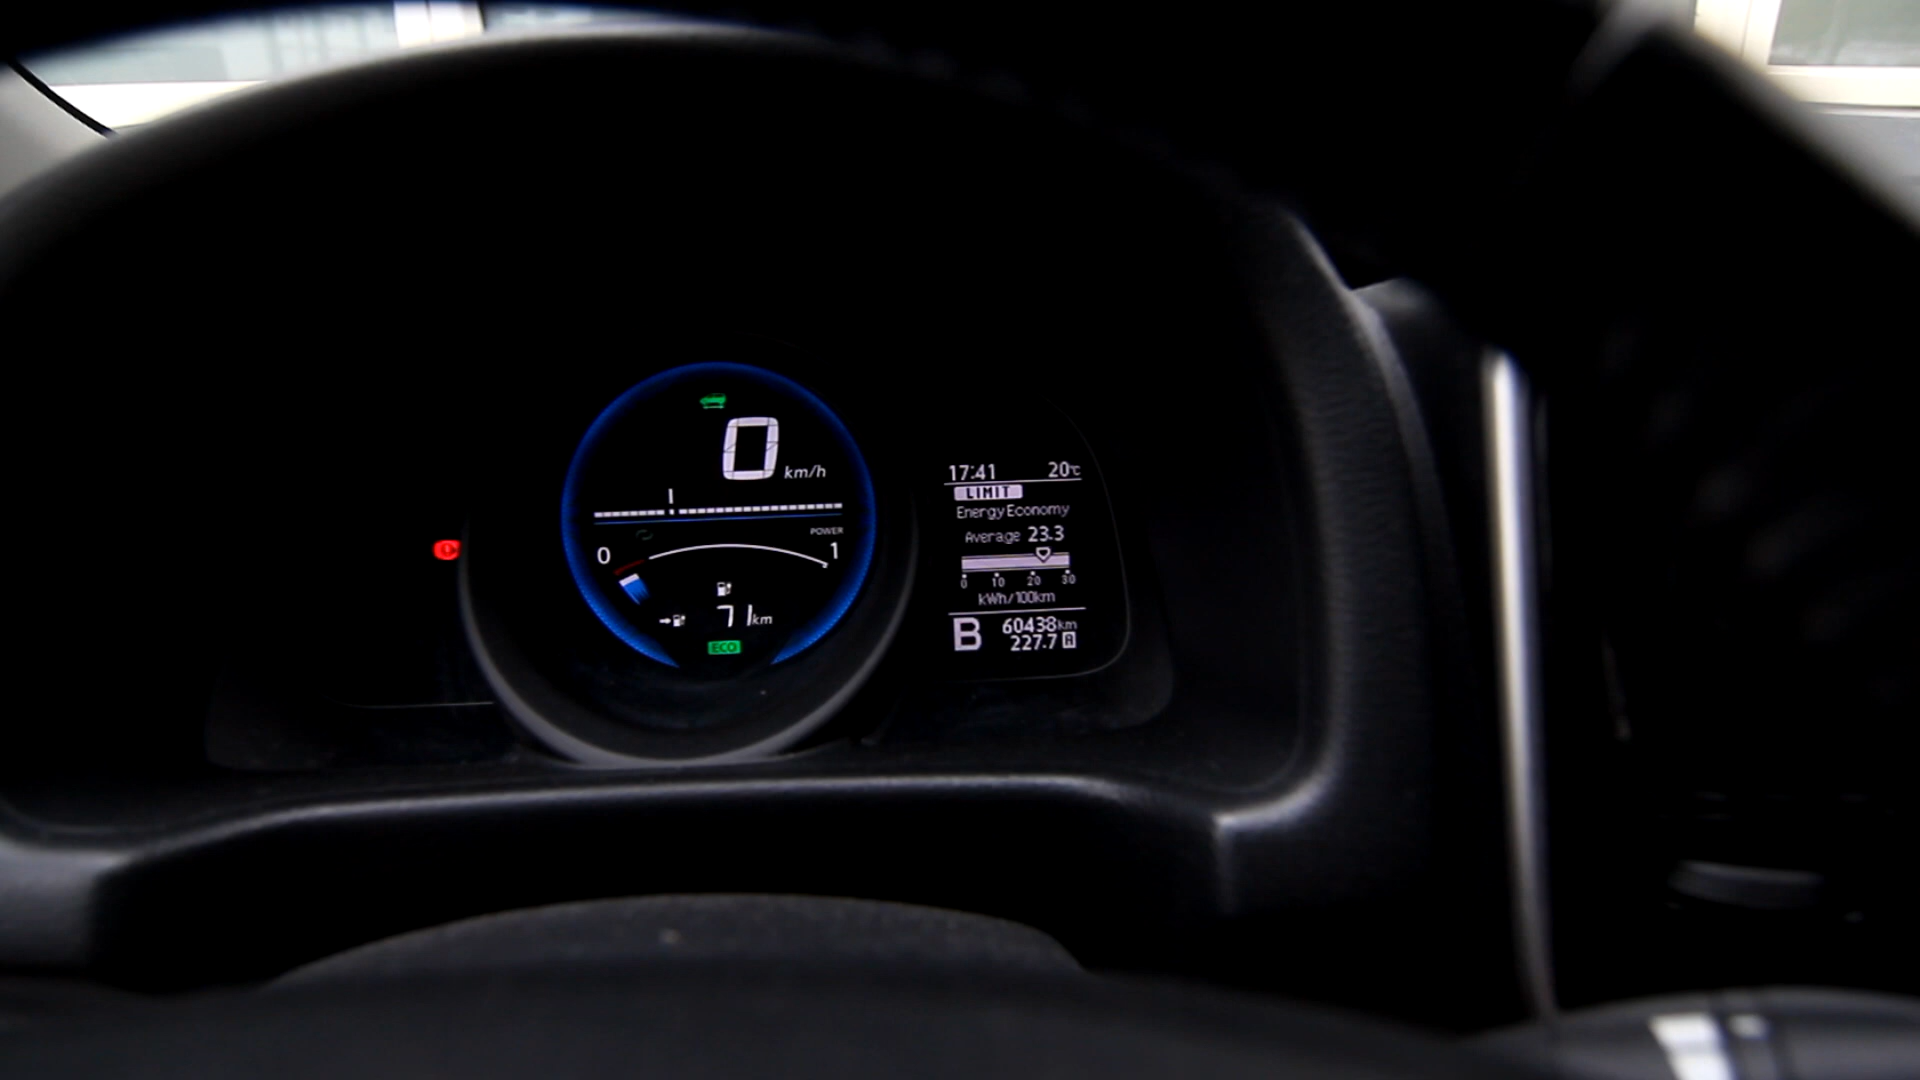 0 km/h
POWER
0 1
71km
ECO
17:41 20℃
LIMIT
Energy Economy
Average 23.3
0 10 20 30
kWh/100km
B 60438km
227.7 A